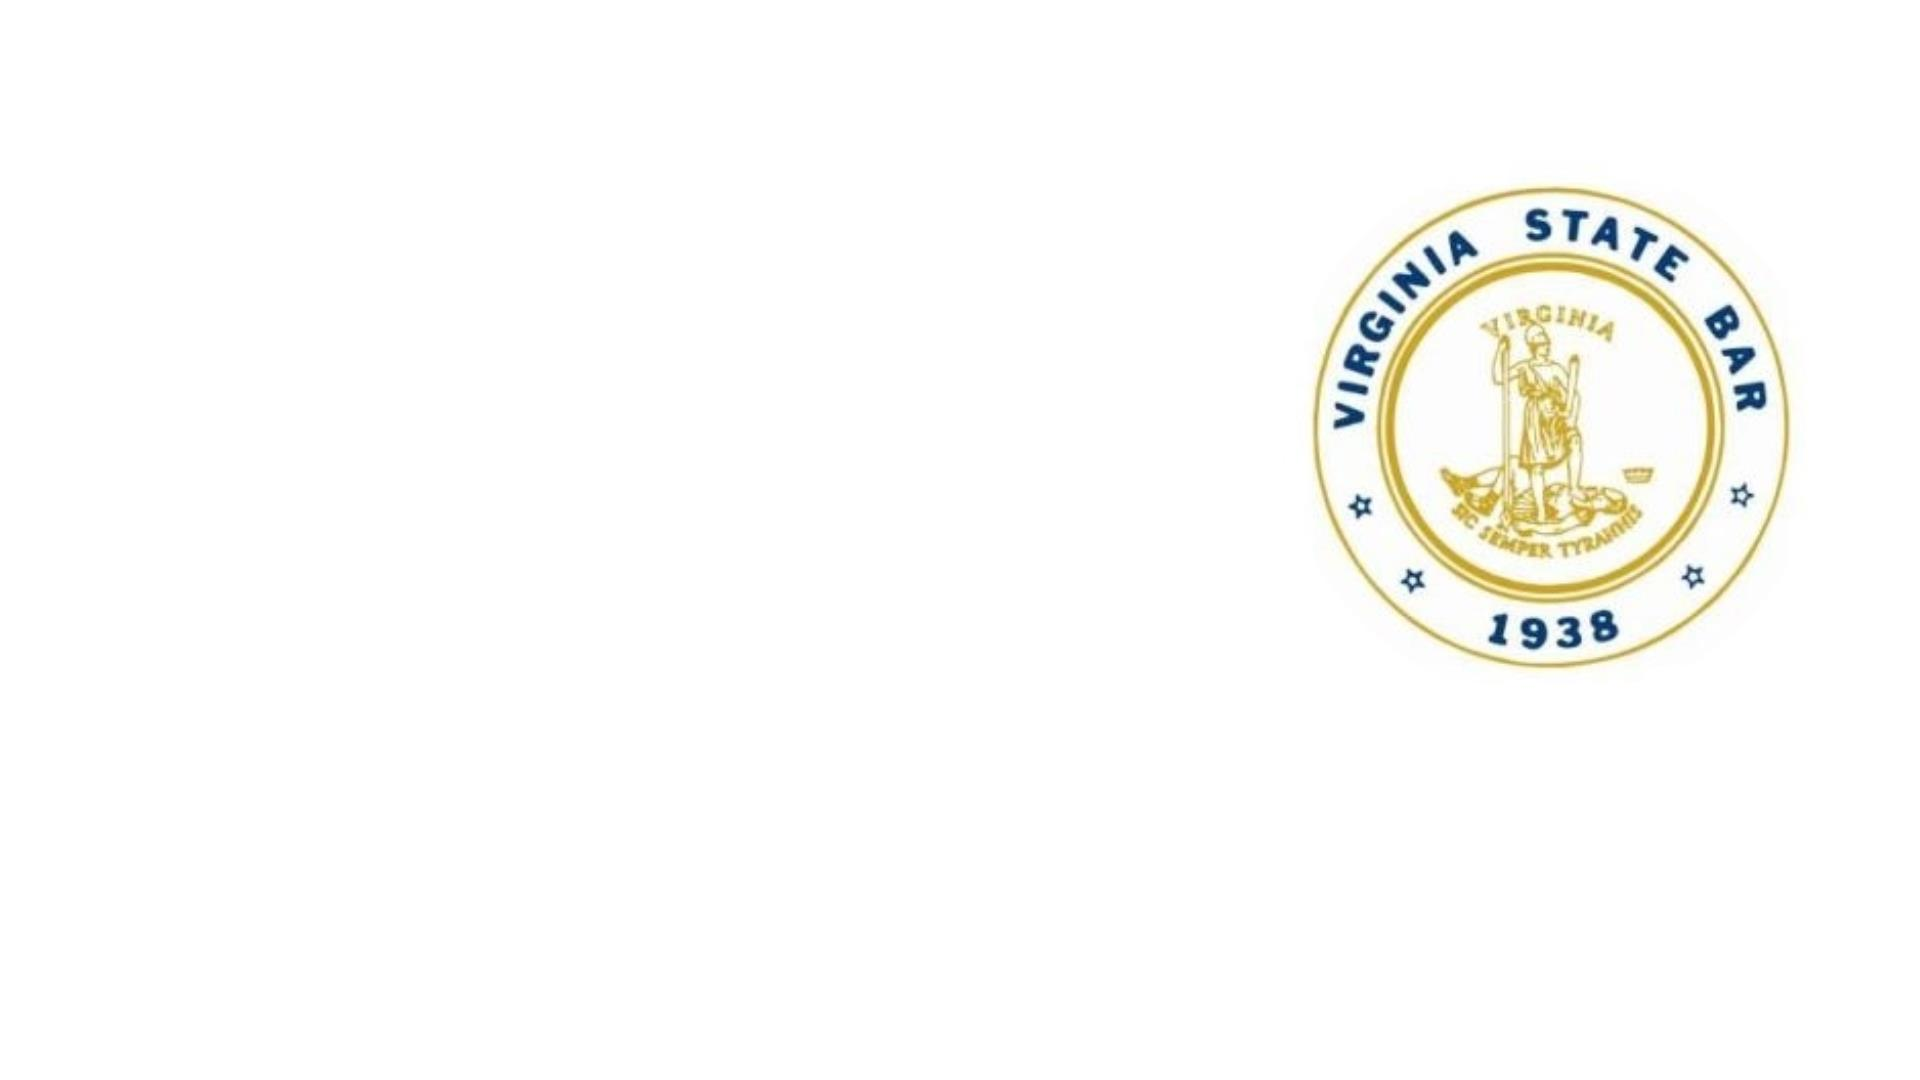 VIRGINIA STATE BAR
VIRGINIA
SIC SEMPER TYRANNIS
1938